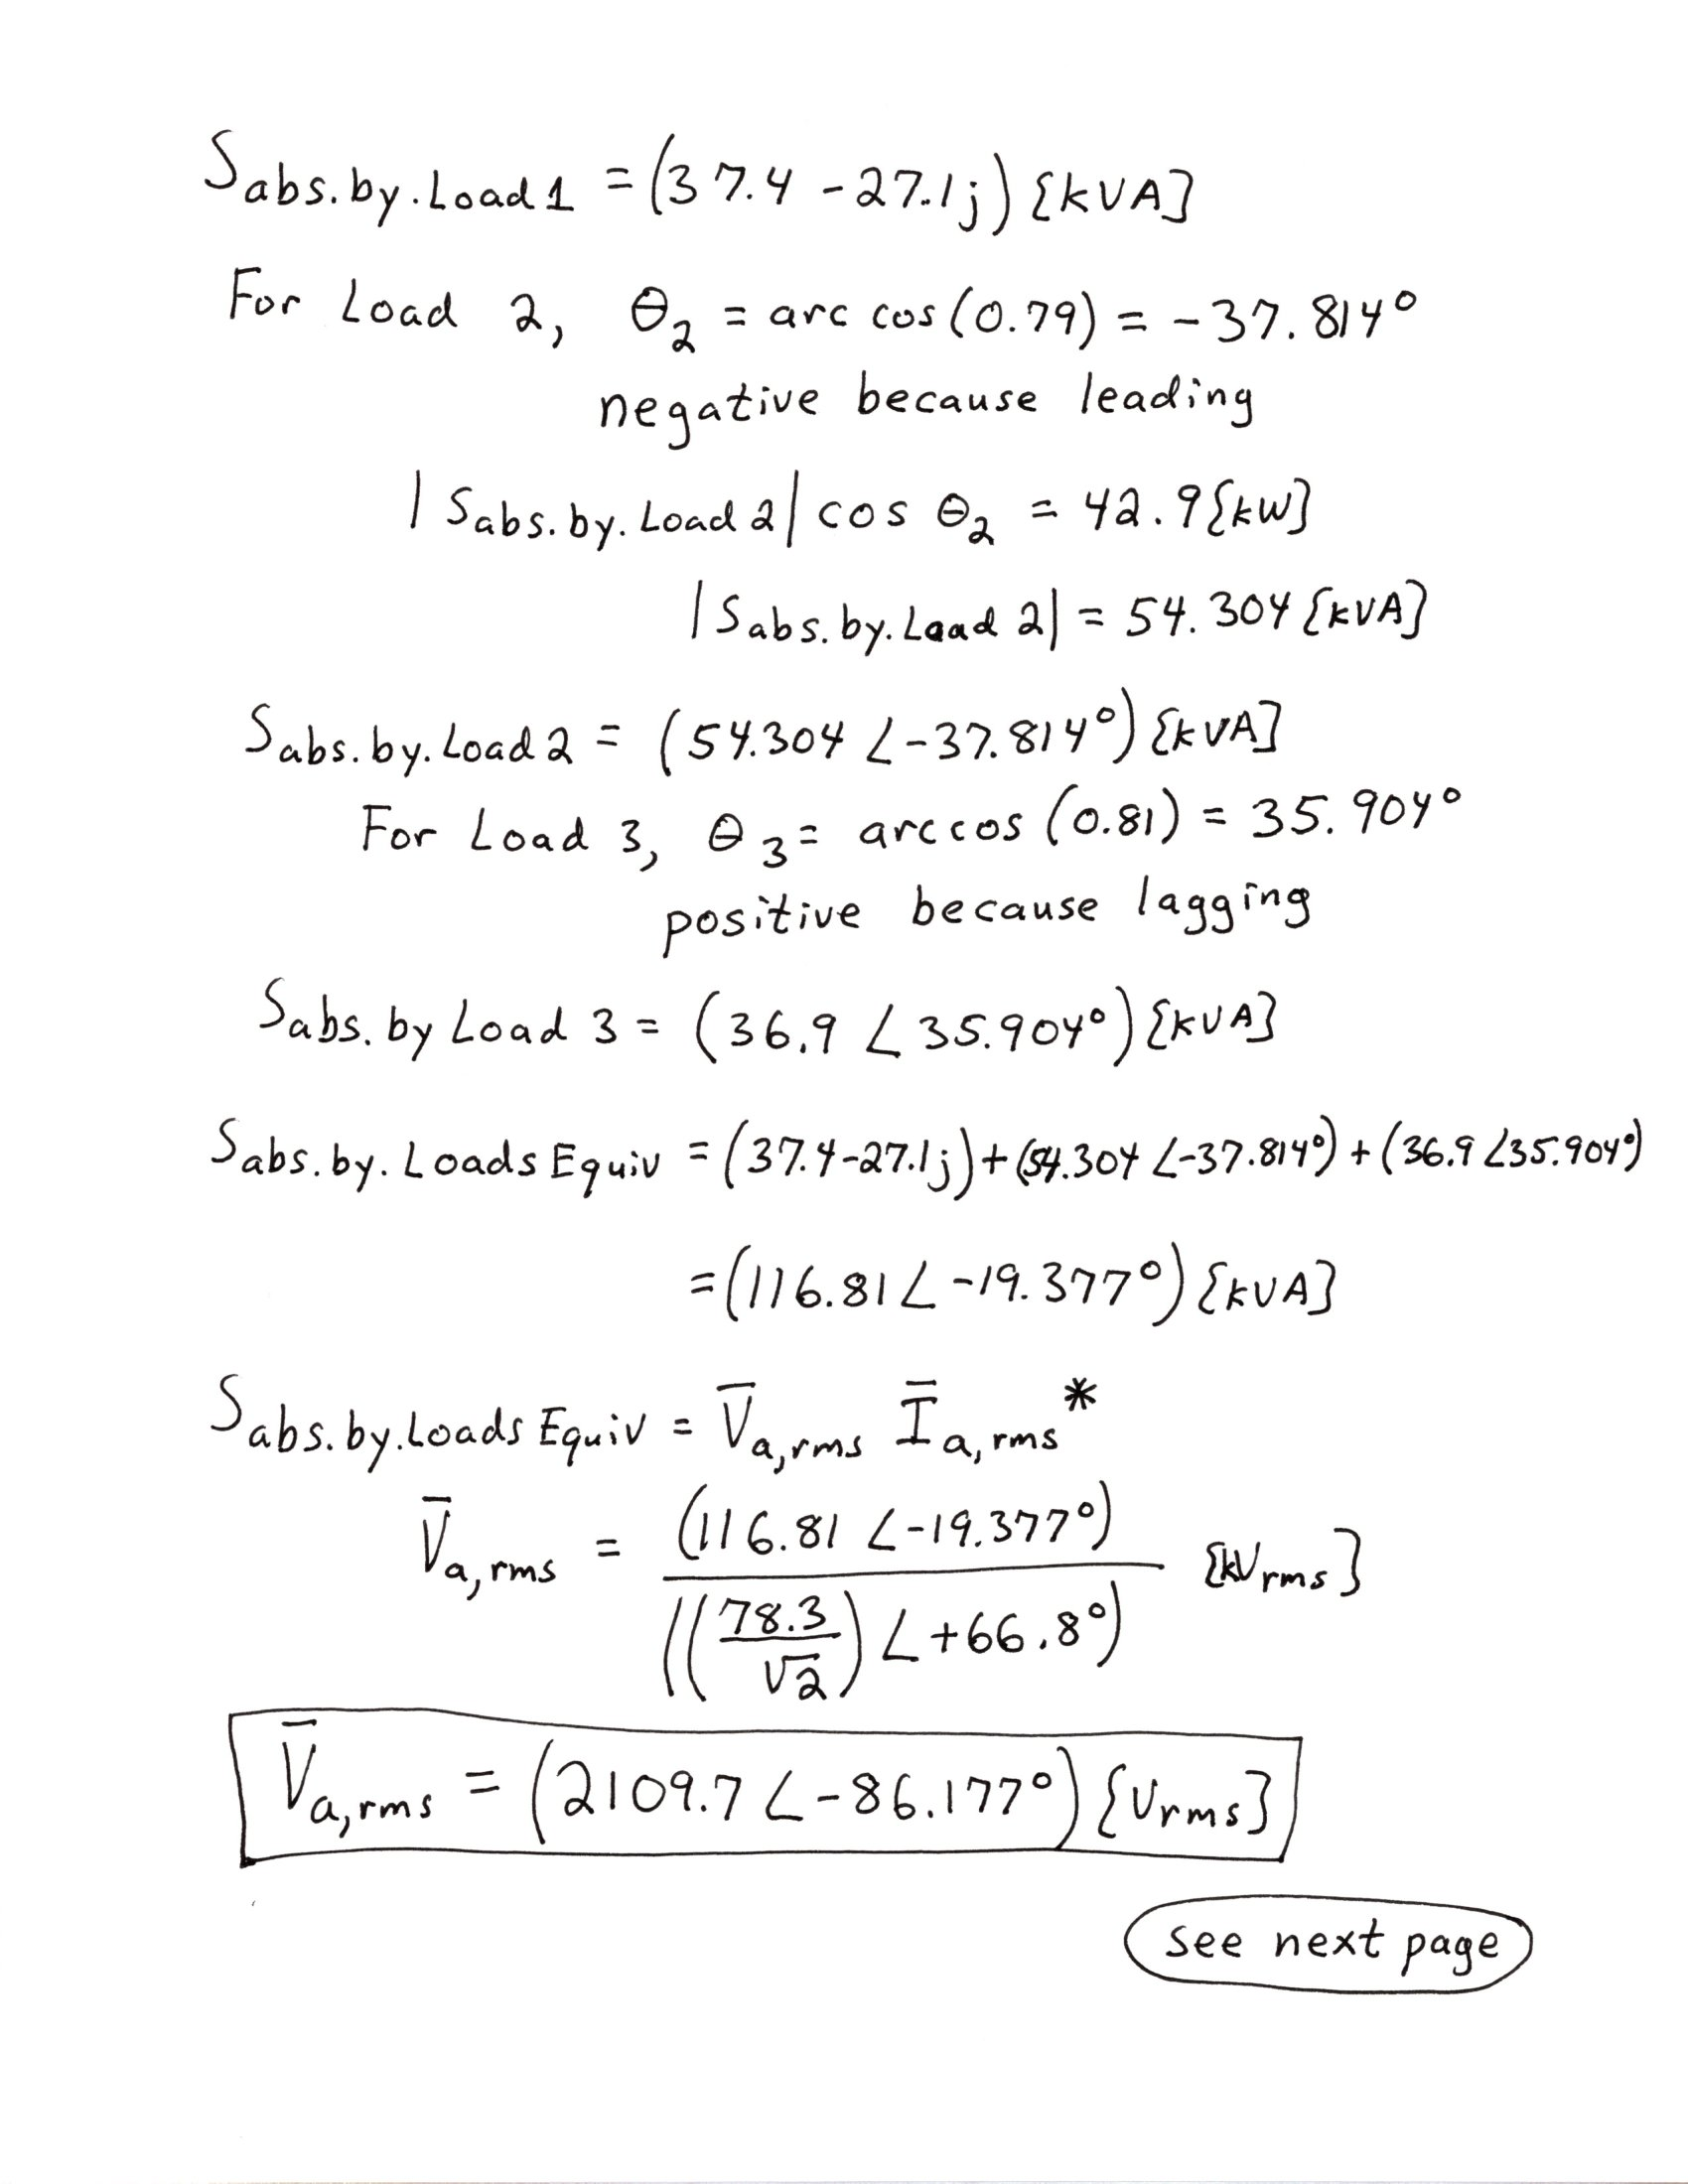 Sabs.by.Load1 = (37.4 -27.1j) {kVA}
For Load 2, θ2 = arc cos(0.79) = -37.814°
negative because leading
|Sabs.by.Load2| cos θ2 = 42.9{kW}
|Sabs.by.Load 2| = 54.304 {kVA}
Sabs.by.Load2 = (54.304 ∠-37.814°) {kVA}
For Load 3, θ3 = arccos (0.81) = 35.904°
positive because lagging
Sabs.by Load 3 = (36.9 ∠35.904°) {kVA}
Sabs.by.Loads Equiv = (37.4-27.1j)+(54.304 ∠-37.814°) + (36.9 ∠35.904°)
= (116.81 ∠ -19.377°) {kVA}
Sabs.by.Loads Equiv = V̅a,rms I̅a,rms*
V̅a,rms = (116.81 ∠-19.377°) / ((78.3/√2) ∠+66.8°) {kVrms}
V̅a,rms = (2109.7 ∠-86.177°) {Vrms}
see next page